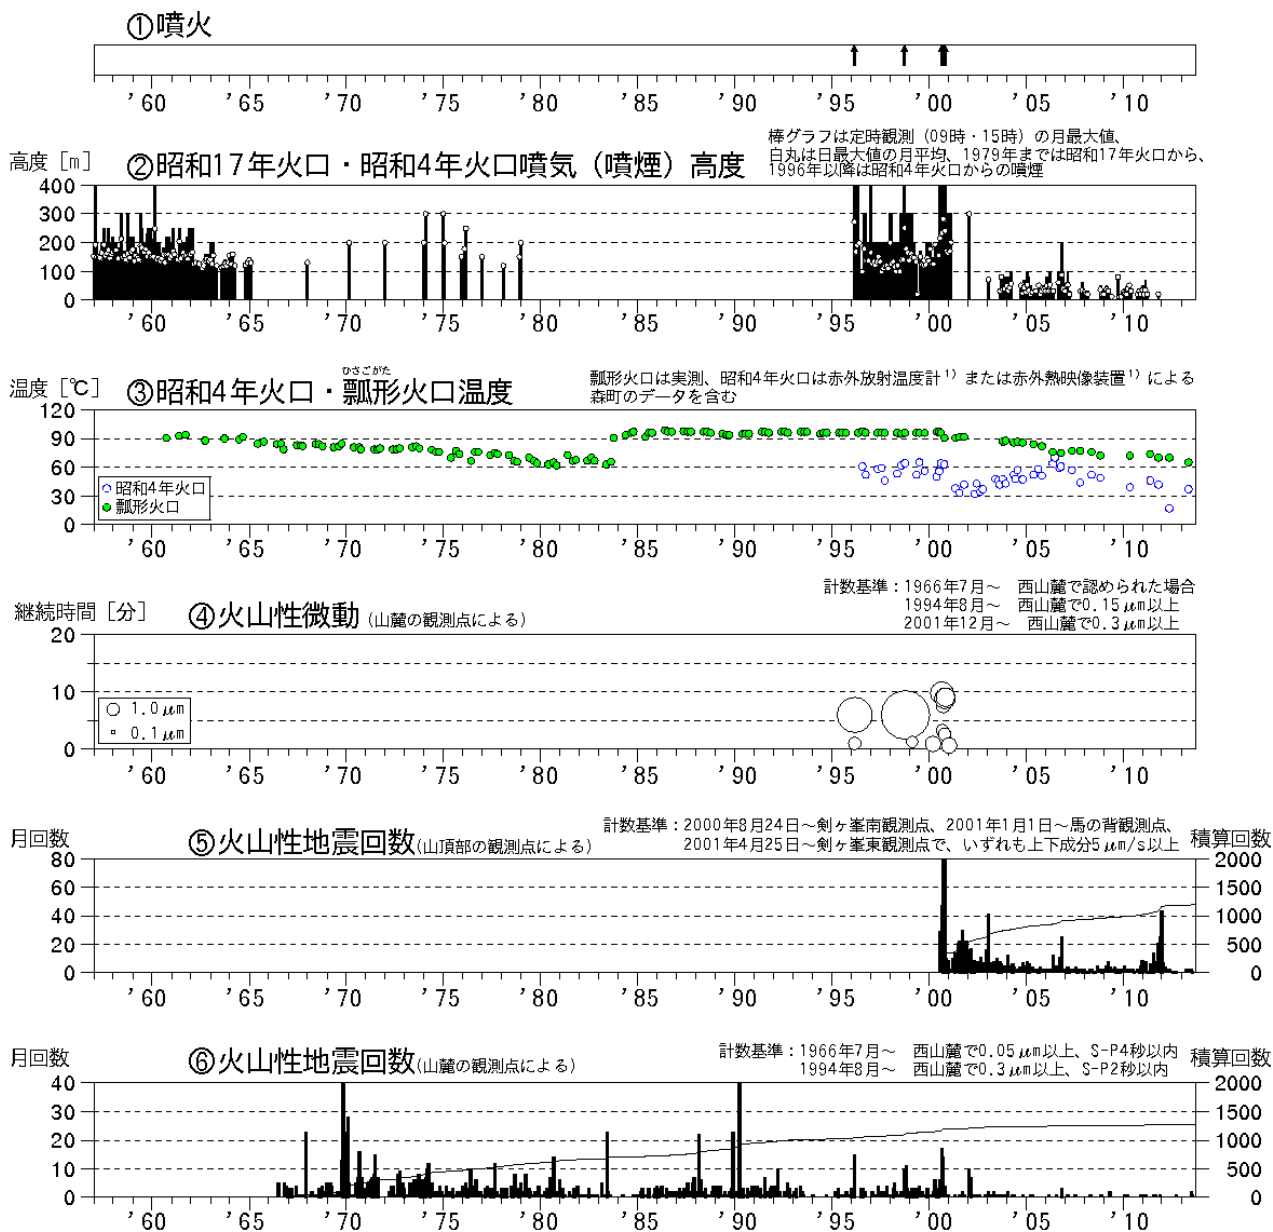 ①噴火
'60 '65 '70 '75 '80 '85 '90 '95 '00 '05 '10
高度[m]
②昭和17年火口・昭和4年火口噴気（噴煙）高度
棒グラフは定時観測（09時・15時）の月最大値、
白丸は日最大値の月平均、1979年までは昭和17年火口から、
1996年以降は昭和4年火口からの噴煙
400
300
200
100
0
'60 '65 '70 '75 '80 '85 '90 '95 '00 '05 '10
温度[℃]
ひさごがた
③昭和4年火口・瓢形火口温度
瓢形火口は実測、昭和4年火口は赤外放射温度計1）または赤外熱映像装置1）による
森町のデータを含む
120
90
60
30
0
昭和4年火口
瓢形火口
'60 '65 '70 '75 '80 '85 '90 '95 '00 '05 '10
継続時間[分]
④火山性微動（山麓の観測点による）
計数基準：1966年7月～ 西山麓で認められた場合
1994年8月～ 西山麓で0.15μm以上
2001年12月～ 西山麓で0.3μm以上
20
10
0
1.0μm
0.1μm
'60 '65 '70 '75 '80 '85 '90 '95 '00 '05 '10
月回数
⑤火山性地震回数（山頂部の観測点による）
計数基準：2000年8月24日～剣ヶ峯南観測点、2001年1月1日～馬の背観測点、
2001年4月25日～剣ヶ峯東観測点で、いずれも上下成分5μm/s以上
積算回数
80 2000
60 1500
40 1000
20 500
0 0
'60 '65 '70 '75 '80 '85 '90 '95 '00 '05 '10
月回数
⑥火山性地震回数（山麓の観測点による）
計数基準：1966年7月～ 西山麓で0.05μm以上、S-P4秒以内
1994年8月～ 西山麓で0.3μm以上、S-P2秒以内
積算回数
40 2000
30 1500
20 1000
10 500
0 0
'60 '65 '70 '75 '80 '85 '90 '95 '00 '05 '10